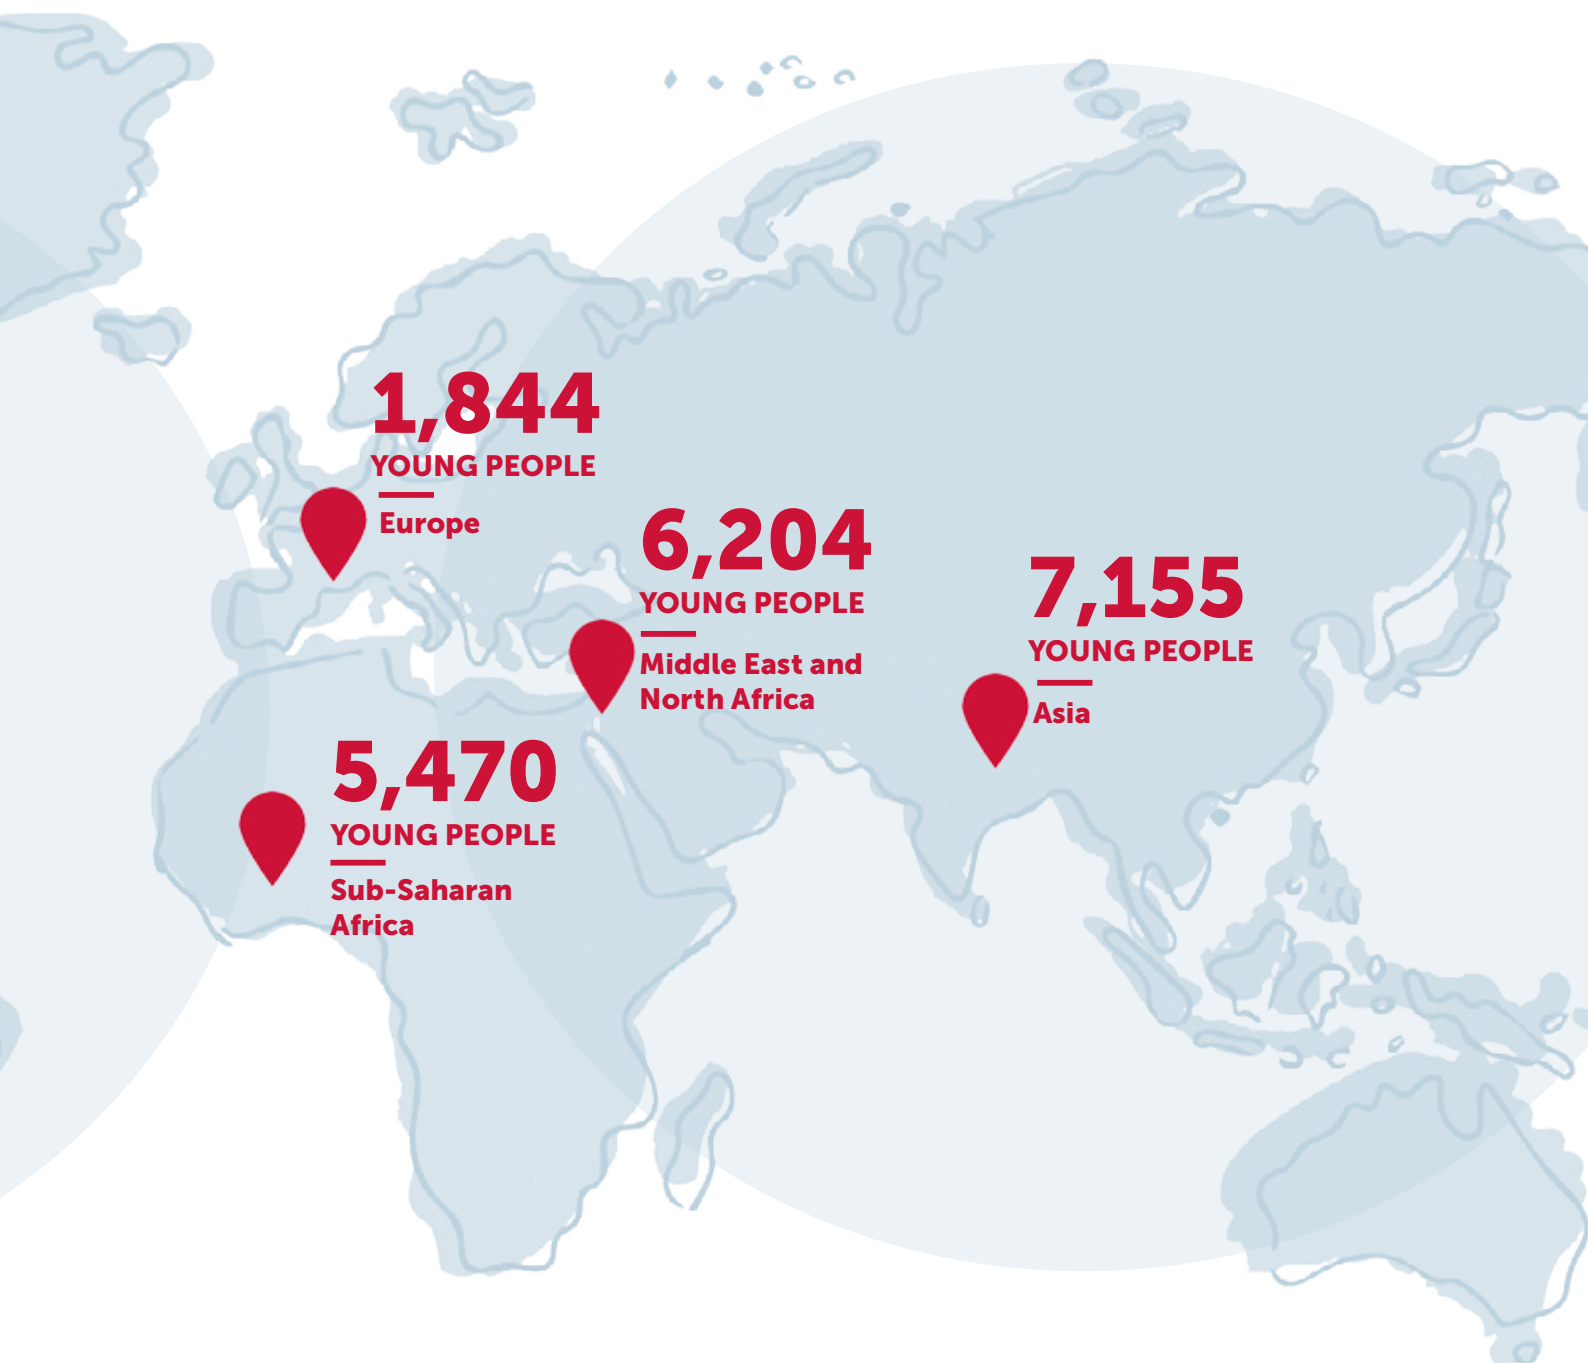 1,844
YOUNG PEOPLE
Europe
6,204
YOUNG PEOPLE
Middle East and
North Africa
7,155
YOUNG PEOPLE
Asia
5,470
YOUNG PEOPLE
Sub-Saharan
Africa